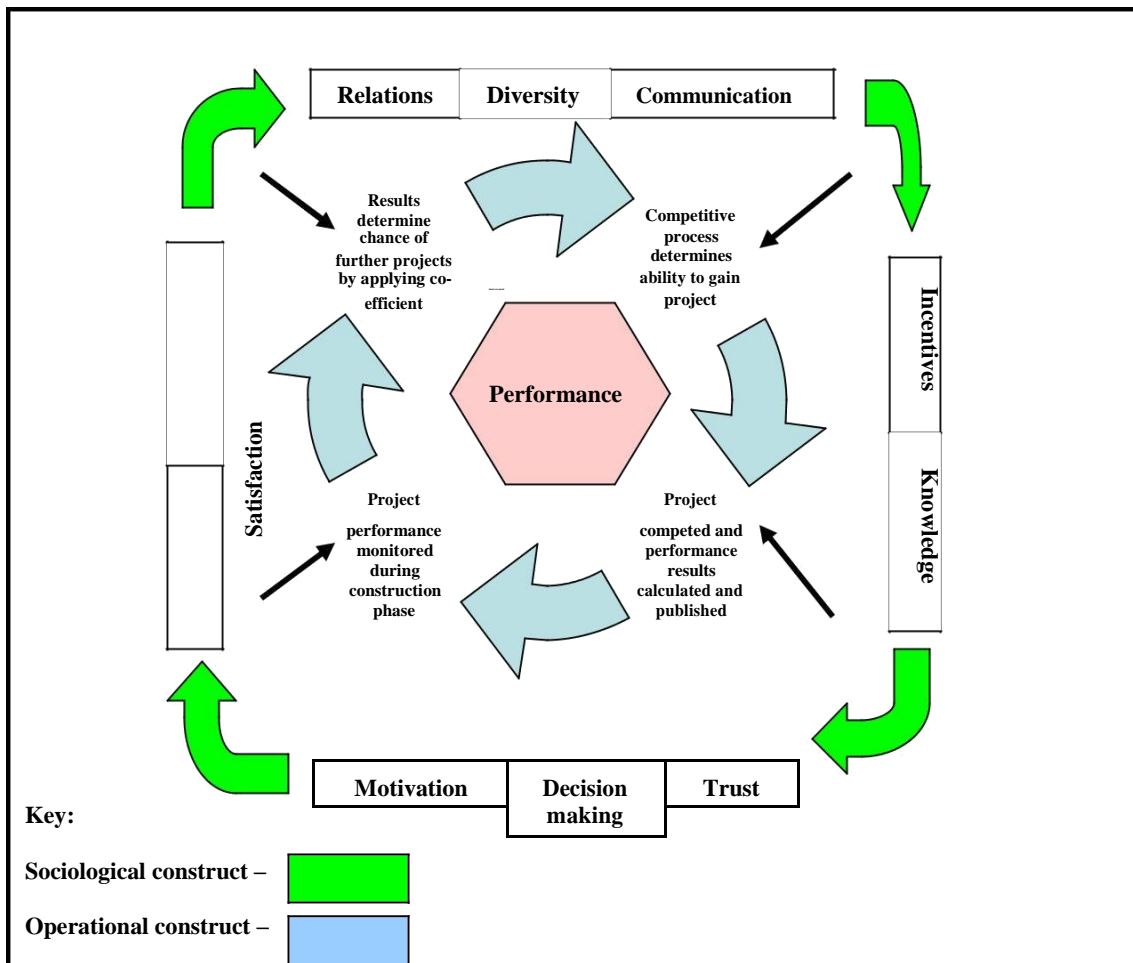 Relations Diversity Communication
Results
determine
chance of
further projects
by applying co-
efficient
Competitive
process
determines
ability to gain
project
Incentives
Knowledge
Performance
Satisfaction
Project
performance
monitored
during
construction
phase
Project
competed and
performance
results
calculated and
published
Motivation Decision making Trust
Key:
Sociological construct –
Operational construct –